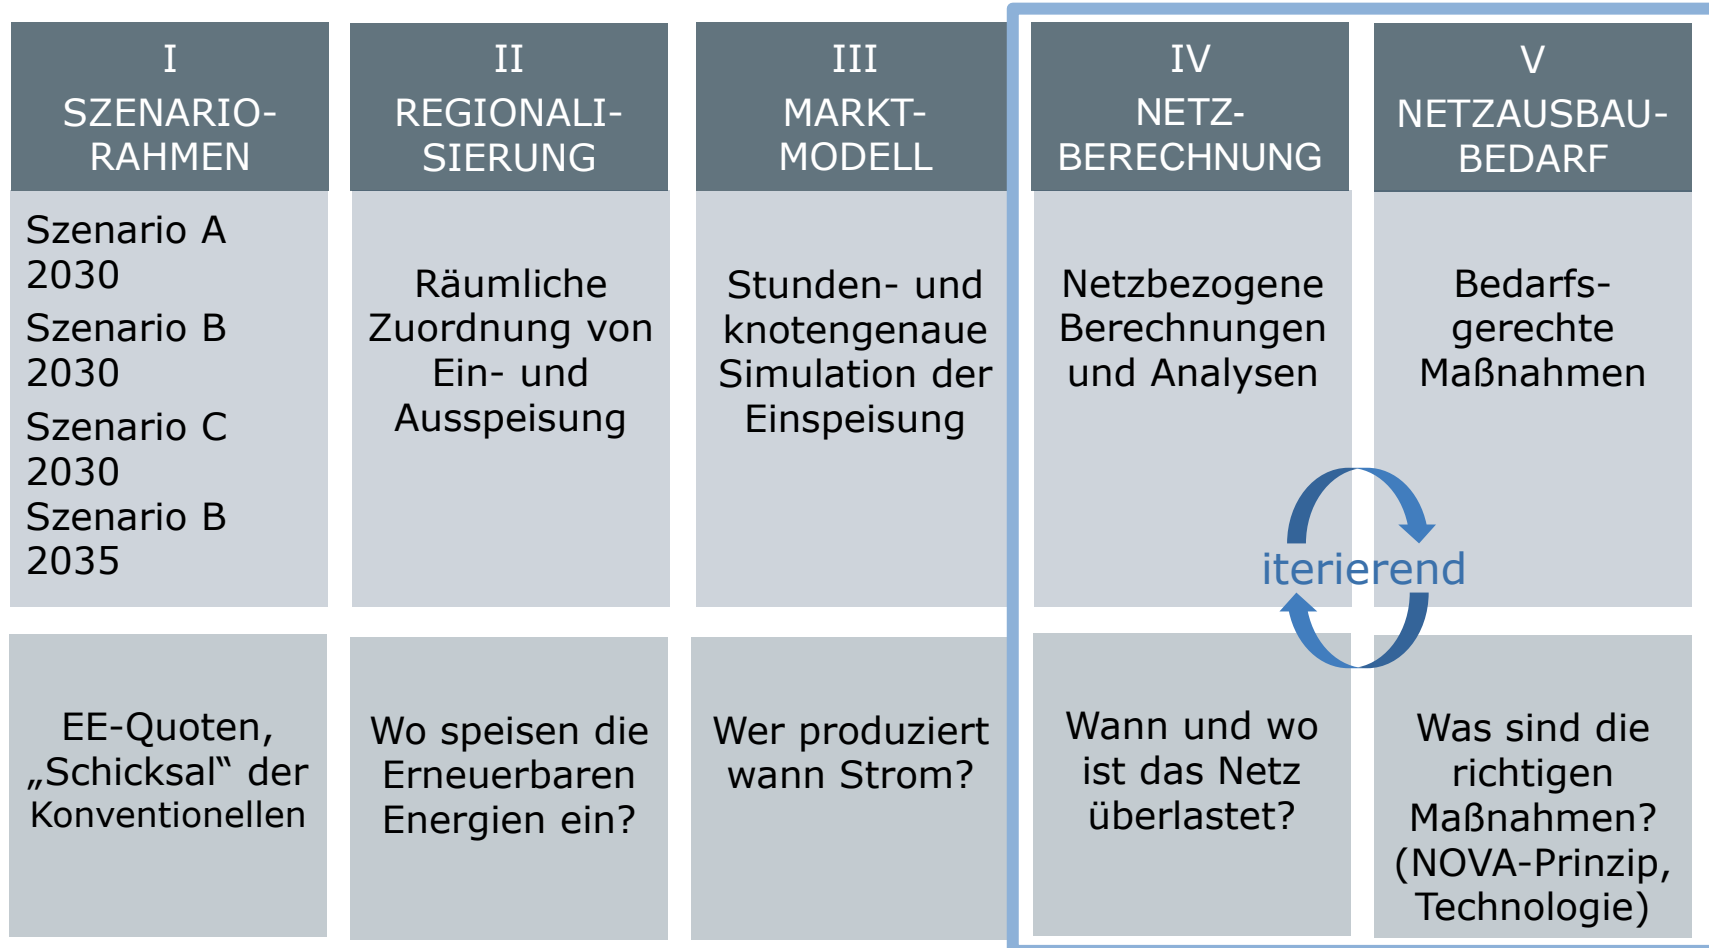 I
SZENARIO-
RAHMEN
Szenario A
2030
Szenario B
2030
Szenario C
2030
Szenario B
2035
EE-Quoten,
„Schicksal“ der
Konventionellen
II
REGIONALI-
SIERUNG
Räumliche
Zuordnung von
Ein- und
Ausspeisung
Wo speisen die
Erneuerbaren
Energien ein?
III
MARKT-
MODELL
Stunden- und
knotengenaue
Simulation der
Einspeisung
Wer produziert
wann Strom?
IV
NETZ-
BERECHNUNG
Netzbezogene
Berechnungen
und Analysen
iterierend
Wann und wo
ist das Netz
überlastet?
V
NETZAUSBAU-
BEDARF
Bedarfs-
gerechte
Maßnahmen
Was sind die
richtigen
Maßnahmen?
(NOVA-Prinzip,
Technologie)